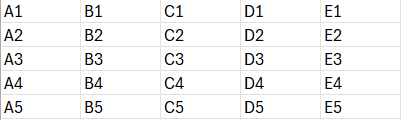 A1 B1 C1 D1 E1
A2 B2 C2 D2 E2
A3 B3 C3 D3 E3
A4 B4 C4 D4 E4
A5 B5 C5 D5 E5